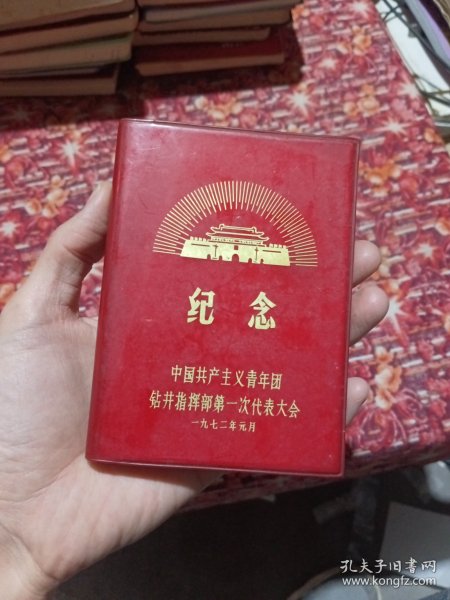 纪念
中国共产主义青年团
钻井指挥部第一次代表大会
一九七二年元月
孔夫子旧书网
www.kongfz.com